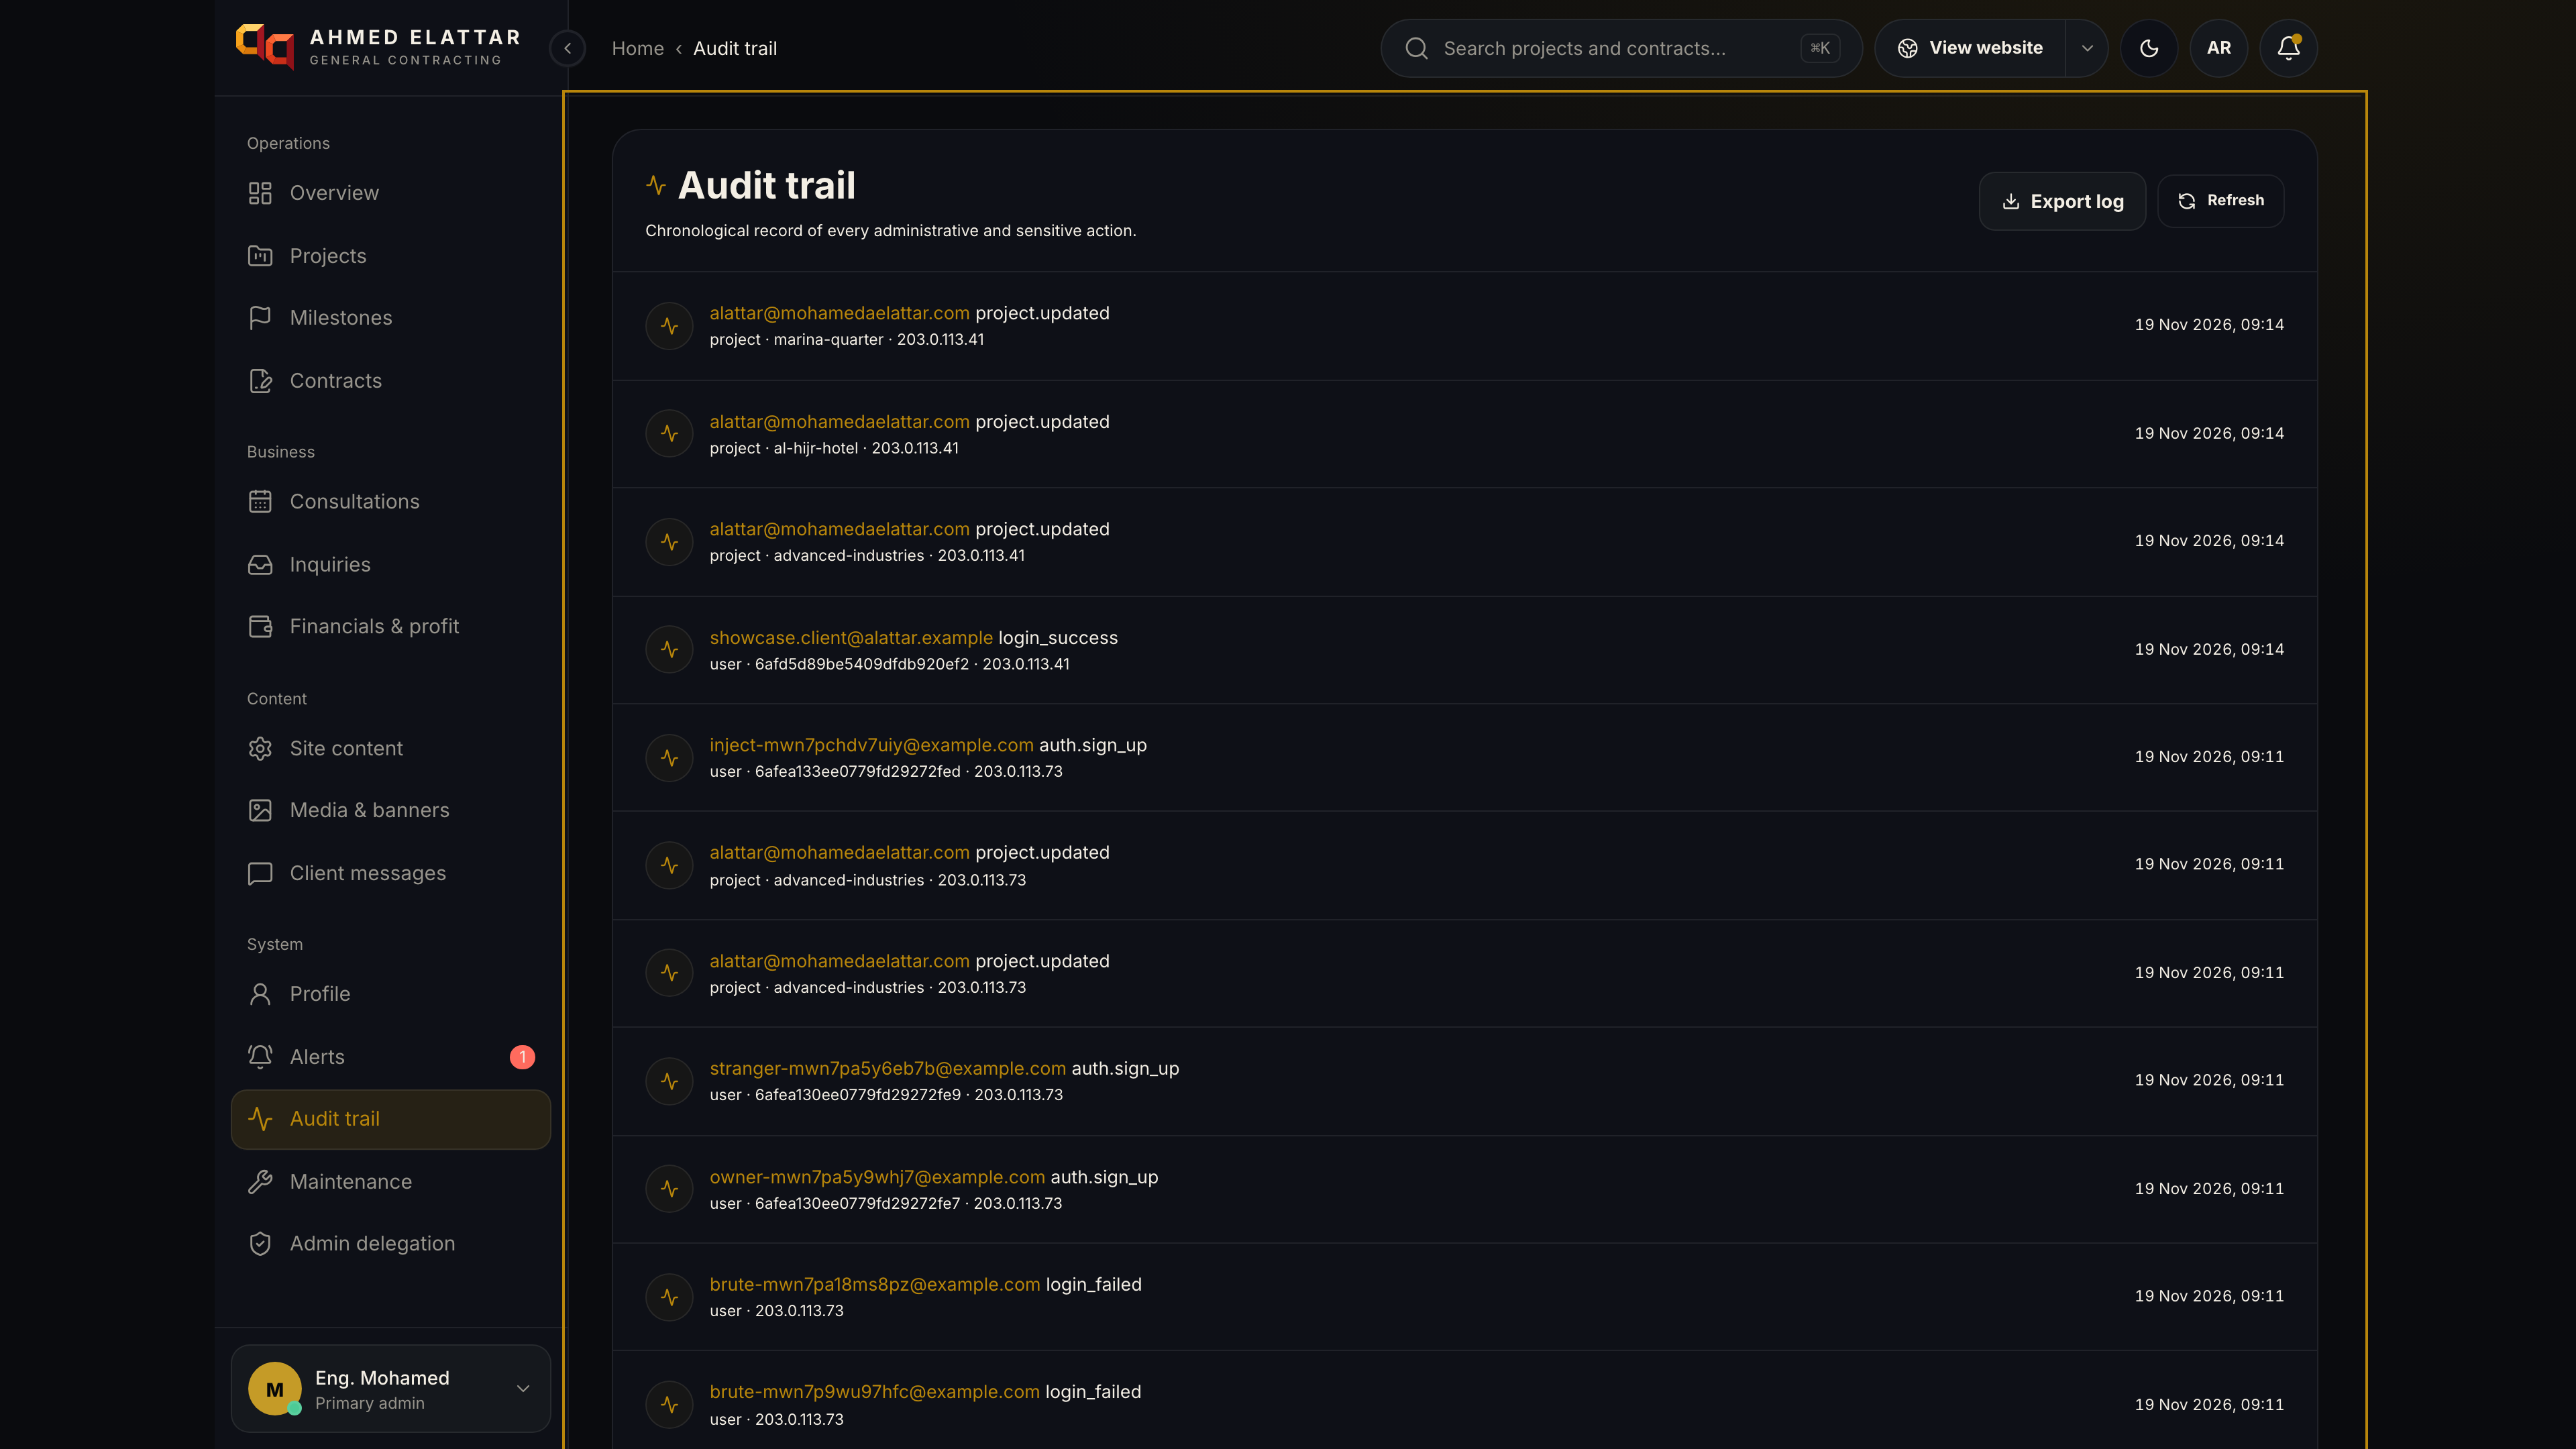 AHMED ELATTAR
GENERAL CONTRACTING
Home ‹ Audit trail
Search projects and contracts...
⌘K
View website
AR
Operations
Overview
Projects
Milestones
Contracts
Business
Consultations
Inquiries
Financials & profit
Content
Site content
Media & banners
Client messages
System
Profile
Alerts
1
Audit trail
Maintenance
Admin delegation
M
Eng. Mohamed
Primary admin
Audit trail
Chronological record of every administrative and sensitive action.
Export log
Refresh
alattar@mohamedaelattar.com project.updated
project · marina-quarter · 203.0.113.41
19 Nov 2026, 09:14
alattar@mohamedaelattar.com project.updated
project · al-hijr-hotel · 203.0.113.41
19 Nov 2026, 09:14
alattar@mohamedaelattar.com project.updated
project · advanced-industries · 203.0.113.41
19 Nov 2026, 09:14
showcase.client@alattar.example login_success
user · 6afd5d89be5409dfdb920ef2 · 203.0.113.41
19 Nov 2026, 09:14
inject-mwn7pchdv7uiy@example.com auth.sign_up
user · 6afea133ee0779fd29272fed · 203.0.113.73
19 Nov 2026, 09:11
alattar@mohamedaelattar.com project.updated
project · advanced-industries · 203.0.113.73
19 Nov 2026, 09:11
alattar@mohamedaelattar.com project.updated
project · advanced-industries · 203.0.113.73
19 Nov 2026, 09:11
stranger-mwn7pa5y6eb7b@example.com auth.sign_up
user · 6afea130ee0779fd29272fe9 · 203.0.113.73
19 Nov 2026, 09:11
owner-mwn7pa5y9whj7@example.com auth.sign_up
user · 6afea130ee0779fd29272fe7 · 203.0.113.73
19 Nov 2026, 09:11
brute-mwn7pa18ms8pz@example.com login_failed
user · 203.0.113.73
19 Nov 2026, 09:11
brute-mwn7p9wu97hfc@example.com login_failed
user · 203.0.113.73
19 Nov 2026, 09:11